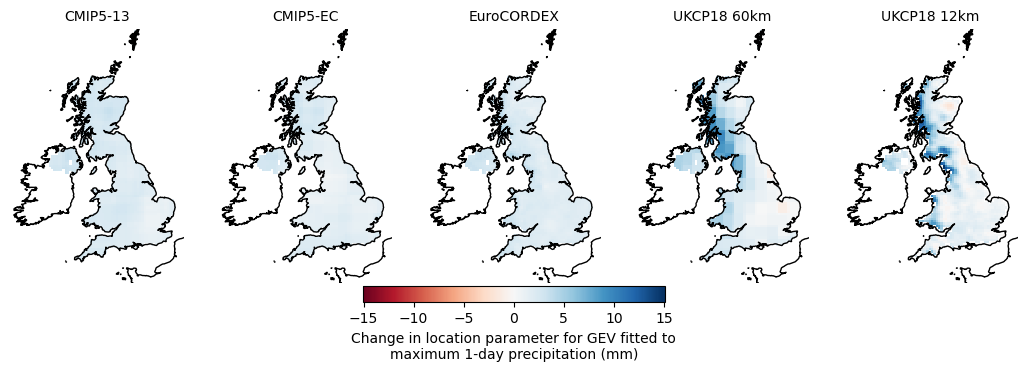 CMIP5-13 CMIP5-EC EuroCORDEX UKCP18 60km UKCP18 12km
−15 −10 −5 0 5 10 15
Change in location parameter for GEV fitted to
maximum 1-day precipitation (mm)